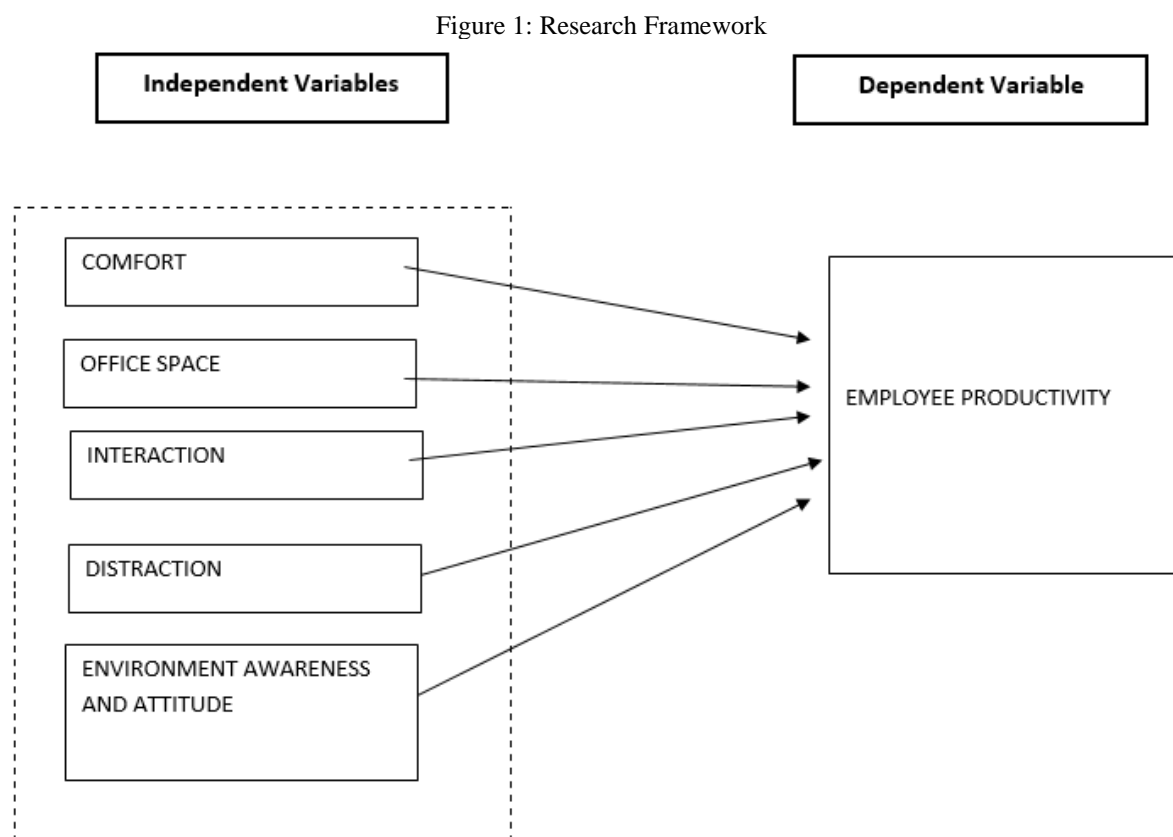 Figure 1: Research Framework
Independent Variables
Dependent Variable
COMFORT
OFFICE SPACE
INTERACTION
DISTRACTION
ENVIRONMENT AWARENESS
AND ATTITUDE
EMPLOYEE PRODUCTIVITY